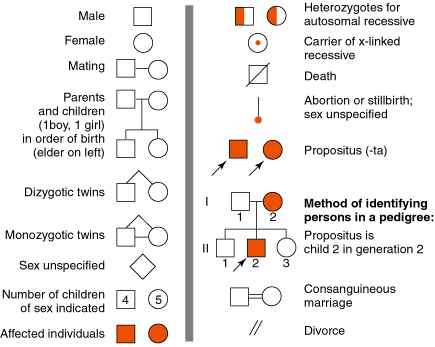 Male
Female
Mating
Parents
and children
(1boy, 1 girl)
in order of birth
(elder on left)
Dizygotic twins
Monozygotic twins
Sex unspecified
Number of children
of sex indicated
4
5
Affected individuals
Heterozygotes for
autosomal recessive
Carrier of x-linked
recessive
Death
Abortion or stillbirth;
sex unspecified
Propositus (-ta)
I
1
2
II
1
2
3
Method of identifying
persons in a pedigree:
Propositus is
child 2 in generation 2
Consanguineous
marriage
Divorce